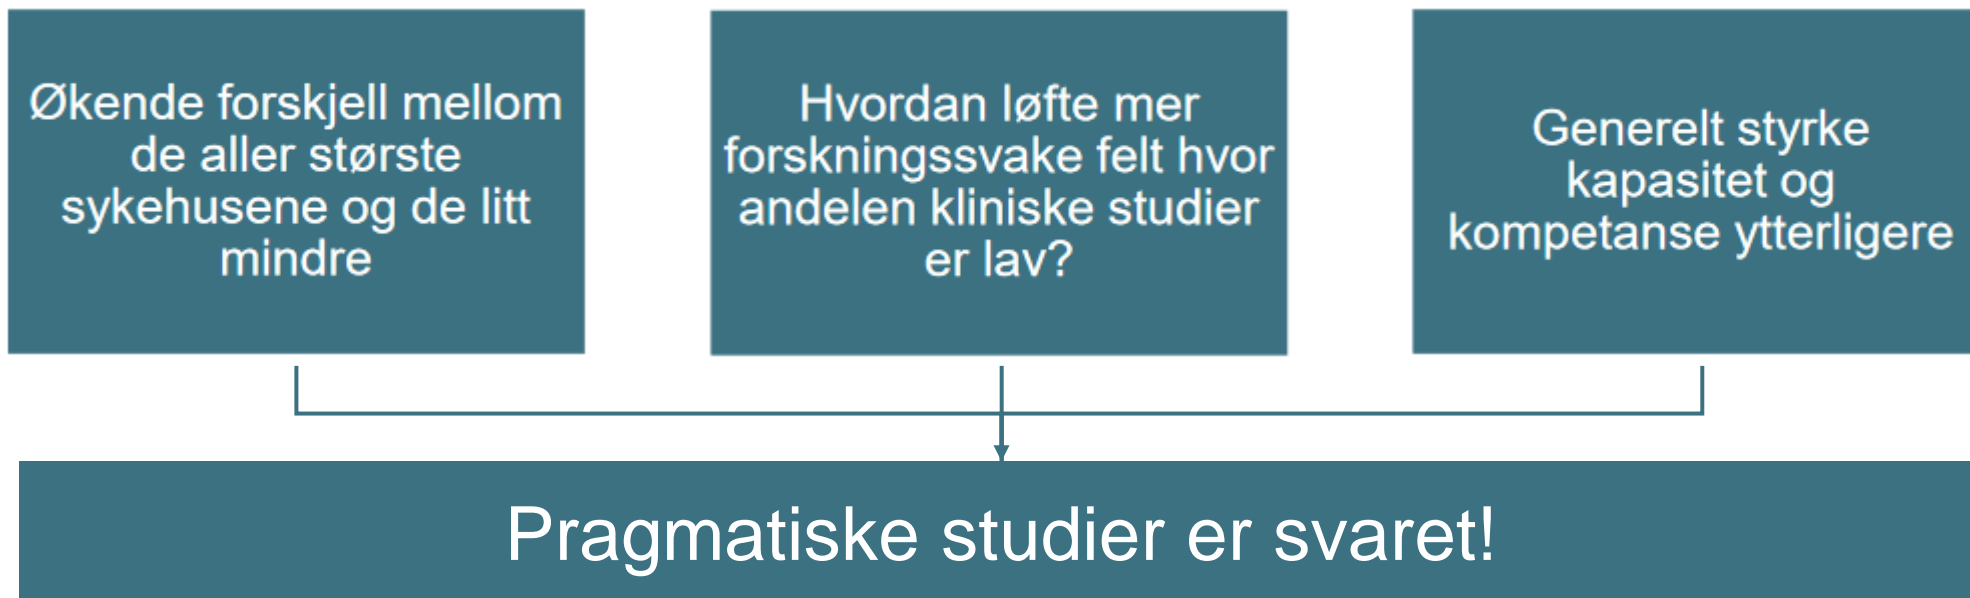 Økende forskjell mellom
de aller største
sykehusene og de litt
mindre
Hvordan løfte mer
forskningssvake felt hvor
andelen kliniske studier
er lav?
Generelt styrke
kapasitet og
kompetanse ytterligere
Pragmatiske studier er svaret!